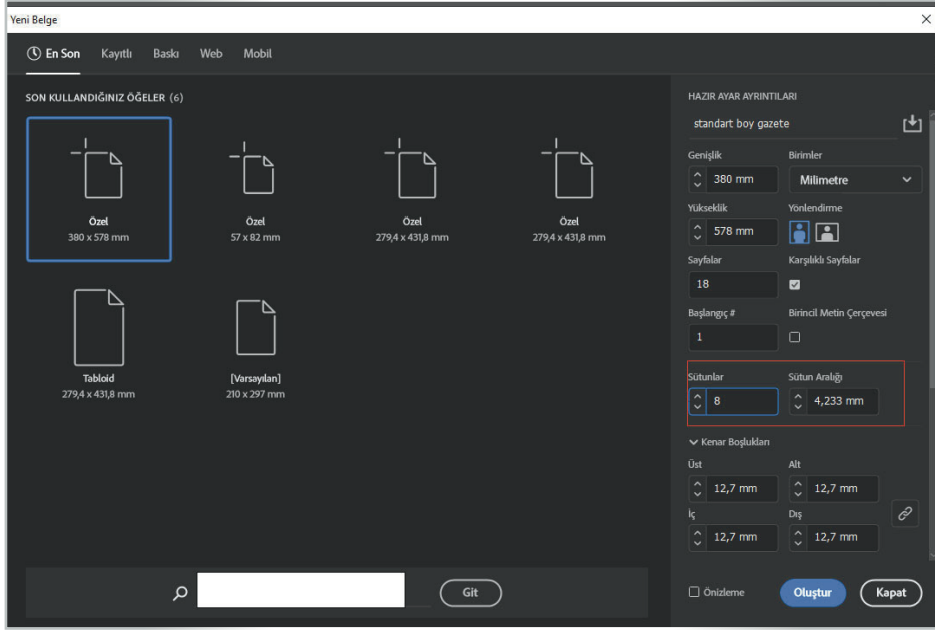 Yeni Belge
En Son Kayıtlı Baskı Web Mobil
SON KULLANDIĞINIZ ÖĞELER (6)
Özel
380 x 578 mm
Özel
57 x 82 mm
Özel
279,4 x 431,8 mm
Özel
279,4 x 431,8 mm
Tabloid
279,4 x 431,8 mm
[Varsayılan]
210 x 297 mm
Git
HAZIR AYAR AYRINTILARI
standart boy gazete
Genişlik Birimler
380 mm Milimetre
Yükseklik Yönlendirme
578 mm
Sayfalar Karşılıklı Sayfalar
18
Başlangıç # Birincil Metin Çerçevesi
1
Sütunlar Sütun Aralığı
8 4,233 mm
Kenar Boşlukları
Üst Alt
12,7 mm 12,7 mm
İç Dış
12,7 mm 12,7 mm
Önizleme Oluştur Kapat